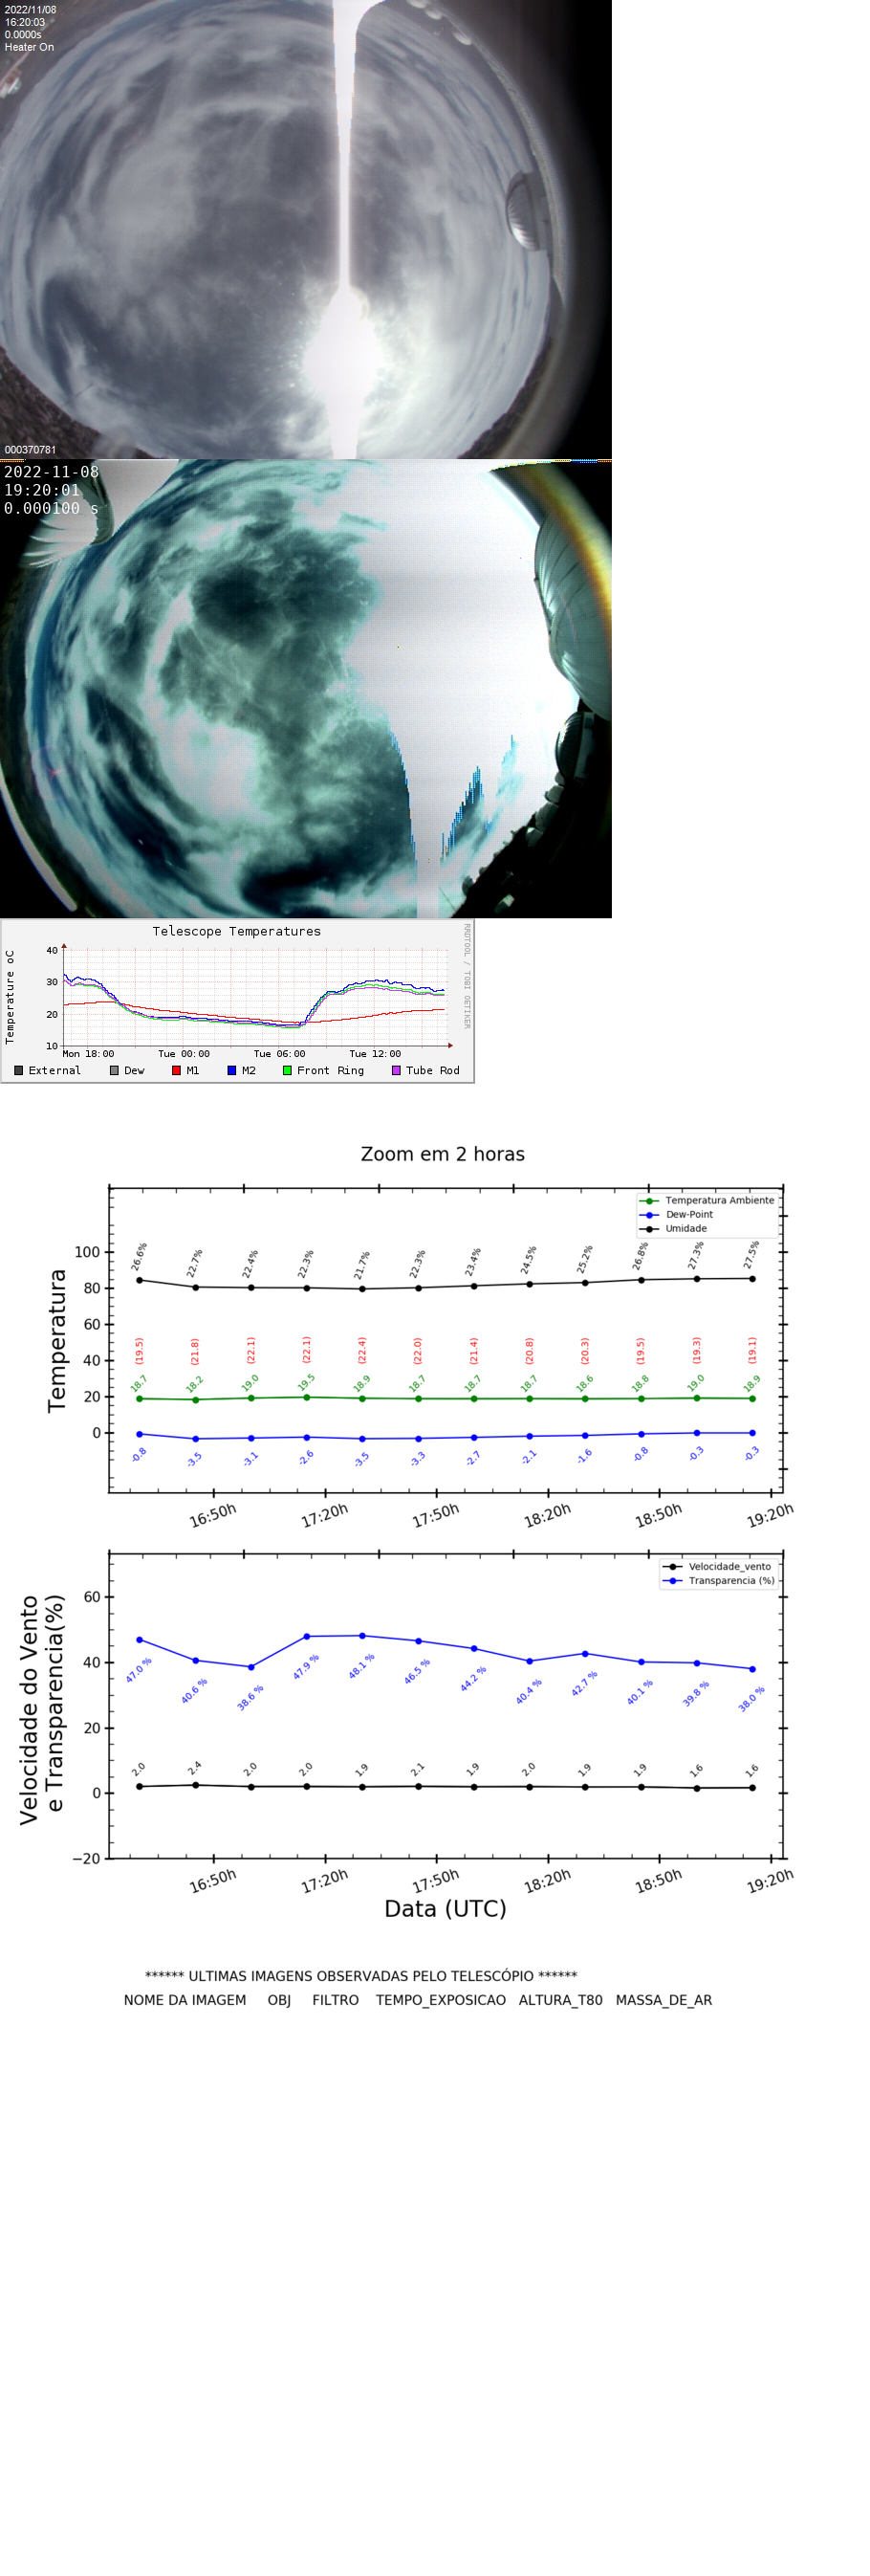 2022/11/08
16:20:03
0.0000s
Heater On
000370781
2022-11-08
19:20:01
0.000100 s
Telescope Temperatures
RRDTOOL / TOBI OETIKER
Temperature oC
40
30
20
10
Mon 18:00 Tue 00:00 Tue 06:00 Tue 12:00
External Dew M1 M2 Front Ring Tube Rod
Zoom em 2 horas
Temperatura Ambiente
Dew-Point
Umidade
Temperatura
100
80
60
40
20
0
26.6% 22.7% 22.4% 22.3% 21.7% 22.3% 23.4% 24.5% 25.2% 26.8% 27.3% 27.5%
(19.5) (21.8) (22.1) (22.1) (22.4) (22.0) (21.4) (20.8) (20.3) (19.5) (19.3) (19.1)
18.7 18.2 19.0 19.5 18.9 18.7 18.7 18.7 18.6 18.8 19.0 18.9
-0.8 -3.5 -3.1 -2.6 -3.5 -3.3 -2.7 -2.1 -1.6 -0.8 -0.3 -0.3
16:50h 17:20h 17:50h 18:20h 18:50h 19:20h
Velocidade_vento
Transparencia (%)
Velocidade do Vento
e Transparencia(%)
60
40
20
0
−20
47.0 % 40.6 % 38.6 % 47.9 % 48.1 % 46.5 % 44.2 % 40.4 % 42.7 % 40.1 % 39.8 % 38.0 %
2.0 2.4 2.0 2.0 1.9 2.1 1.9 2.0 1.9 1.9 1.6 1.6
16:50h 17:20h 17:50h 18:20h 18:50h 19:20h
Data (UTC)
****** ULTIMAS IMAGENS OBSERVADAS PELO TELESCÓPIO ******
NOME DA IMAGEM OBJ FILTRO TEMPO_EXPOSICAO ALTURA_T80 MASSA_DE_AR